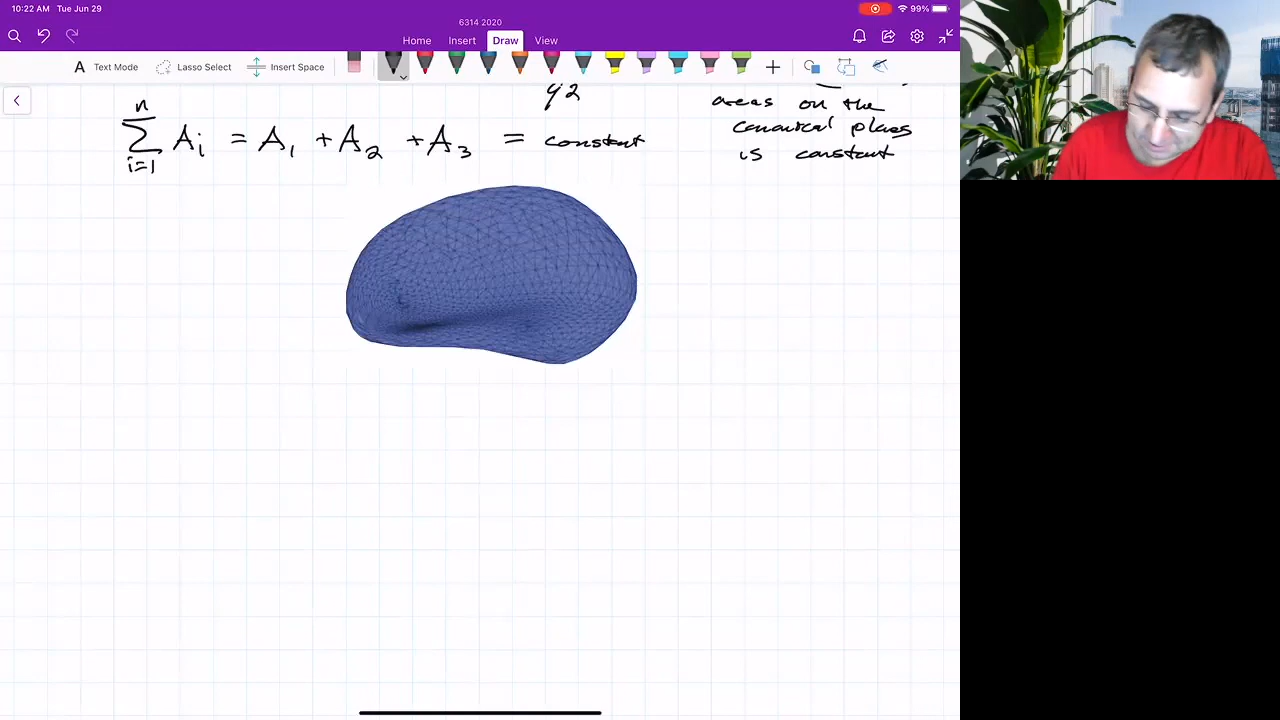 10:22 AM Tue Jun 29
99%
6314 2020
Home Insert Draw View
A Text Mode Lasso Select Insert Space
q2
areas on the
canonical planes
is constant
n
∑ Aᵢ = A₁ + A₂ + A₃ = constant
i=1